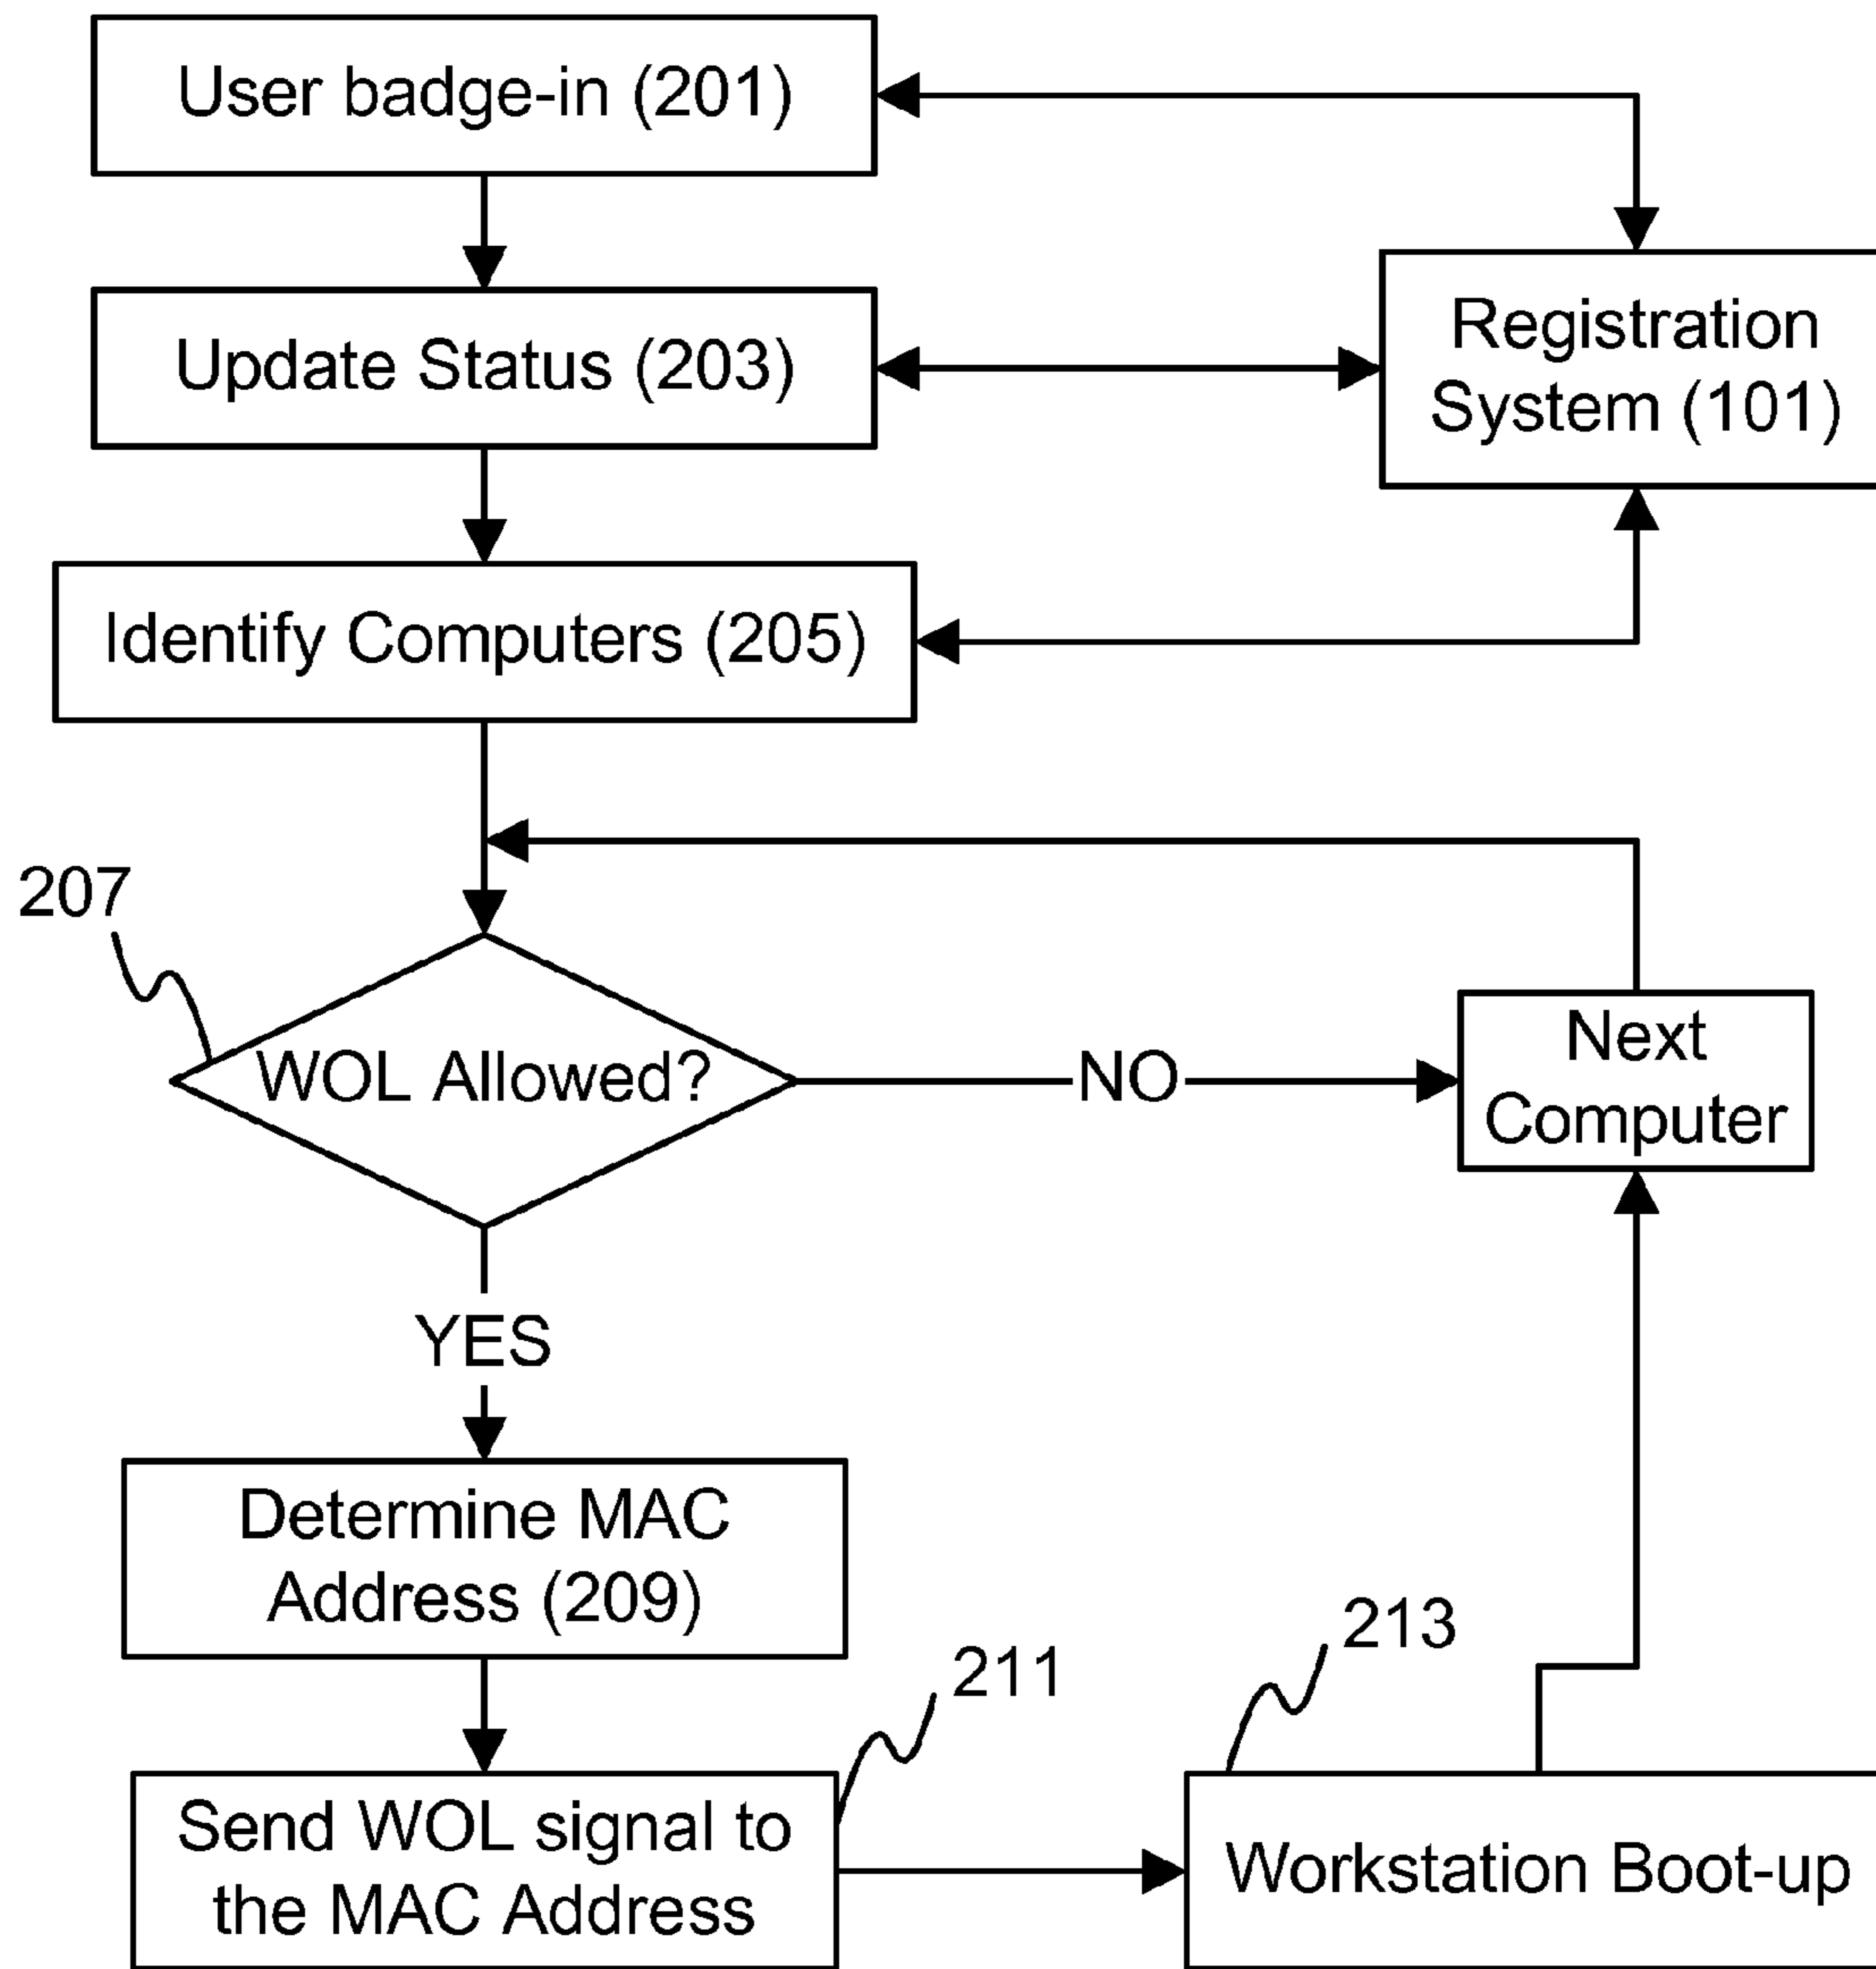 User badge-in (201)
Update Status (203)
Registration
System (101)
Identify Computers (205)
207
WOL Allowed?
NO
Next
Computer
YES
Determine MAC
Address (209)
211
213
Send WOL signal to
the MAC Address
Workstation Boot-up